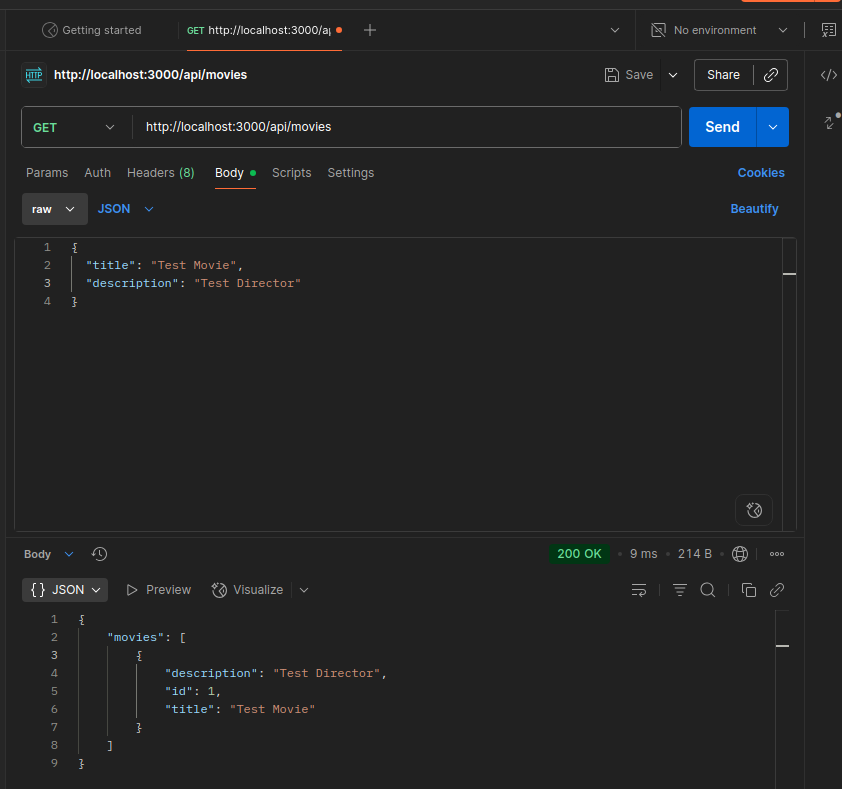 Getting started
GET http://localhost:3000/a
No environment
HTTP http://localhost:3000/api/movies
Save
Share
GET
http://localhost:3000/api/movies
Send
Params Auth Headers (8) Body Scripts Settings
Cookies
raw
JSON
Beautify
1 {
2 "title": "Test Movie",
3 "description": "Test Director"
4 }
Body
200 OK • 9 ms • 214 B
{} JSON
Preview
Visualize
1 {
2 "movies": [
3 {
4 "description": "Test Director",
5 "id": 1,
6 "title": "Test Movie"
7 }
8 ]
9 }